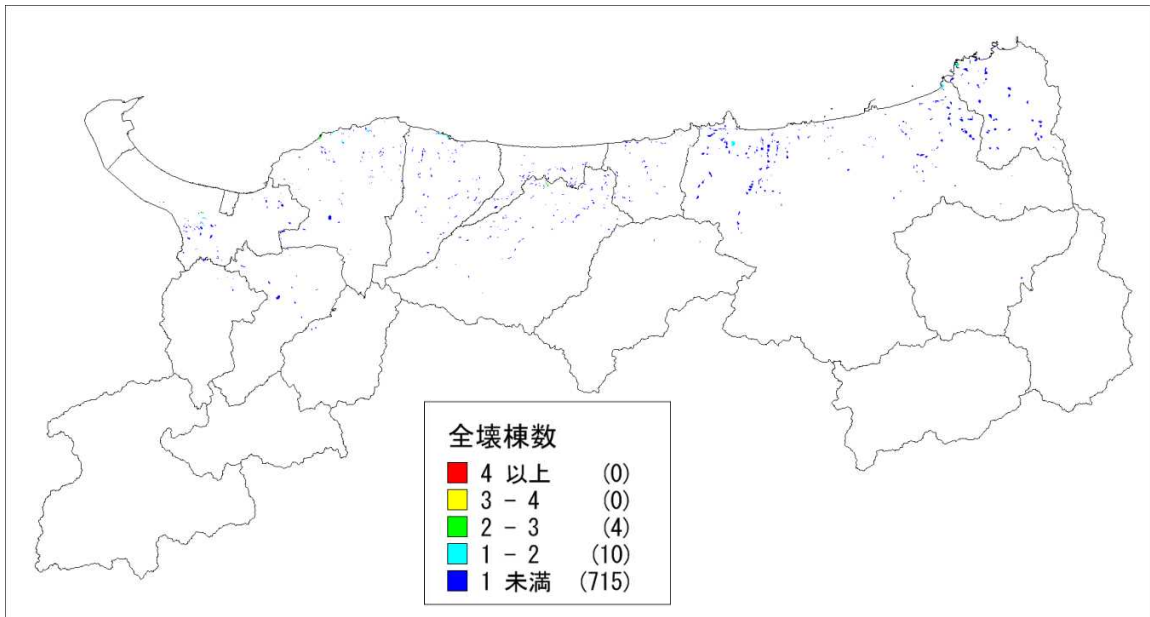 全壊棟数
4 以上 (0)
3 - 4 (0)
2 - 3 (4)
1 - 2 (10)
1 未満 (715)